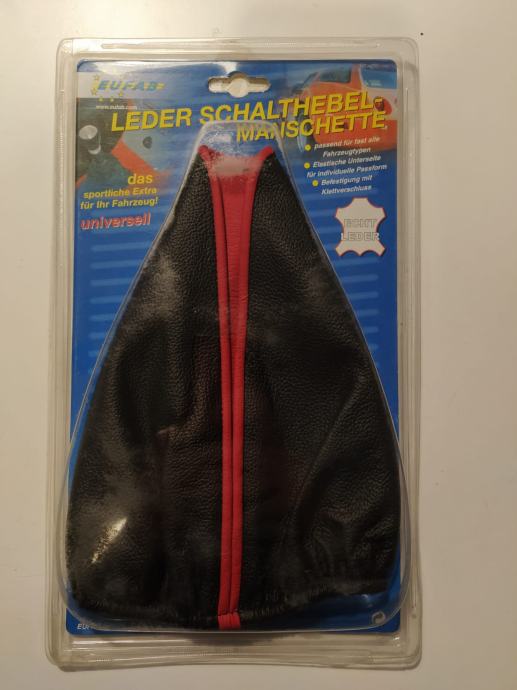 EUFAB
www.eufab.com
LEDER SCHALTHEBEL-
MANSCHETTE
passend für fast alle
Fahrzeugtypen
Elastische Unterseite
für individuelle Passform
Befestigung mit
Klettverschluss
das
sportliche Extra
für Ihr Fahrzeug!
universell
ECHT
LEDER